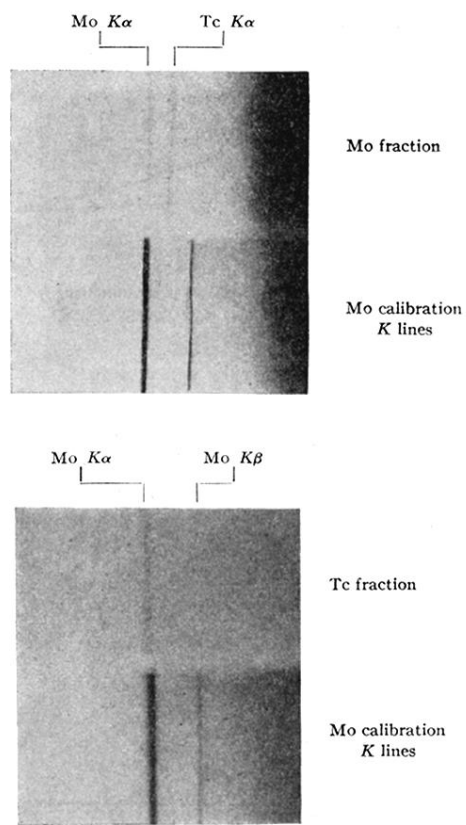 Mo Kα Tc Kα
Mo fraction
Mo calibration
K lines
Mo Kα Mo Kβ
Tc fraction
Mo calibration
K lines